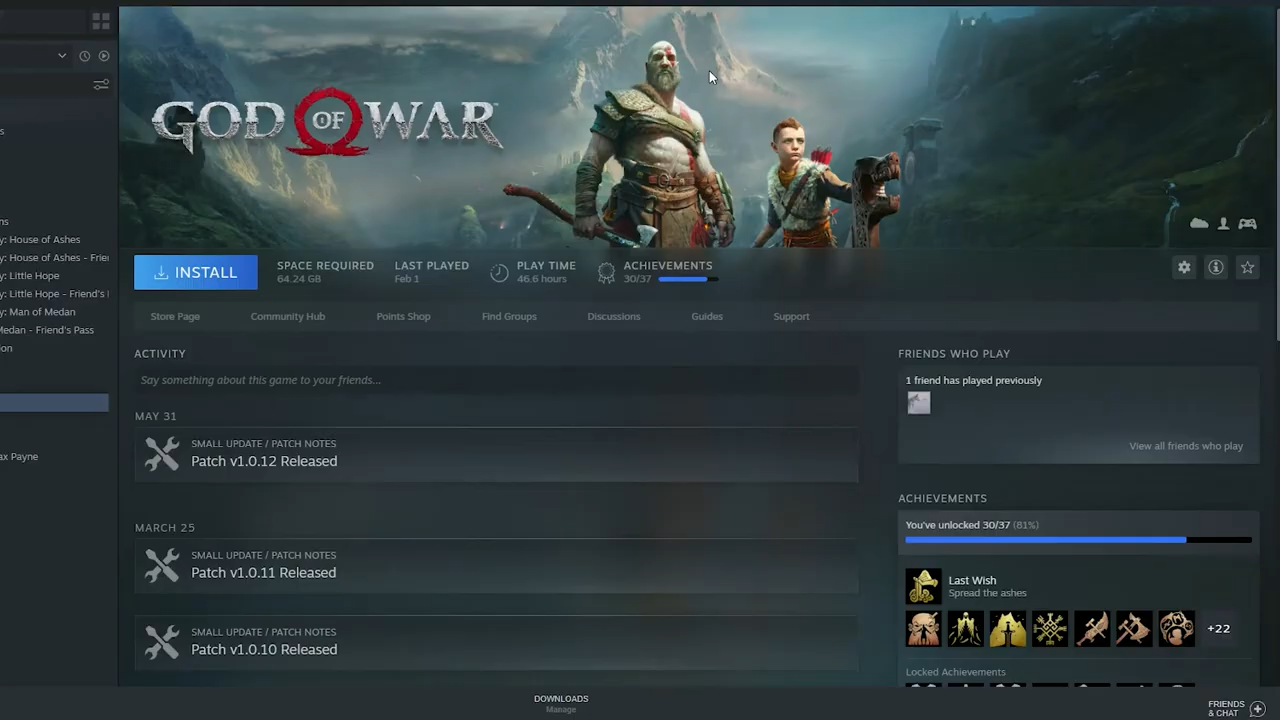 s
ns
y: House of Ashes
y: House of Ashes - Frie
y: Little Hope
y: Little Hope - Friend's
y: Man of Medan
Medan - Friend's Pass
ion
ax Payne
GOD OF WAR
INSTALL
SPACE REQUIRED
64.24 GB
LAST PLAYED
Feb 1
PLAY TIME
46.6 hours
ACHIEVEMENTS
30/37
Store Page
Community Hub
Points Shop
Find Groups
Discussions
Guides
Support
ACTIVITY
Say something about this game to your friends...
MAY 31
SMALL UPDATE / PATCH NOTES
Patch v1.0.12 Released
MARCH 25
SMALL UPDATE / PATCH NOTES
Patch v1.0.11 Released
SMALL UPDATE / PATCH NOTES
Patch v1.0.10 Released
FRIENDS WHO PLAY
1 friend has played previously
View all friends who play
ACHIEVEMENTS
You've unlocked 30/37 (81%)
Last Wish
Spread the ashes
+22
Locked Achievements
DOWNLOADS
Manage
FRIENDS
& CHAT